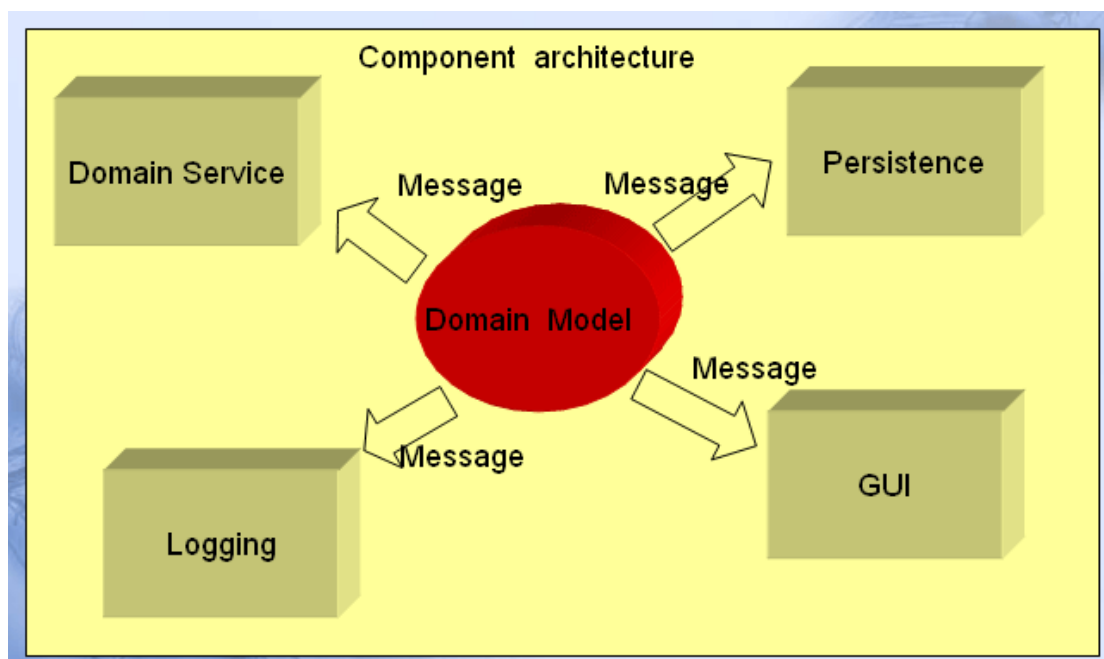 Component architecture
Domain Service
Message
Message
Persistence
Domain Model
Message
Message
GUI
Logging